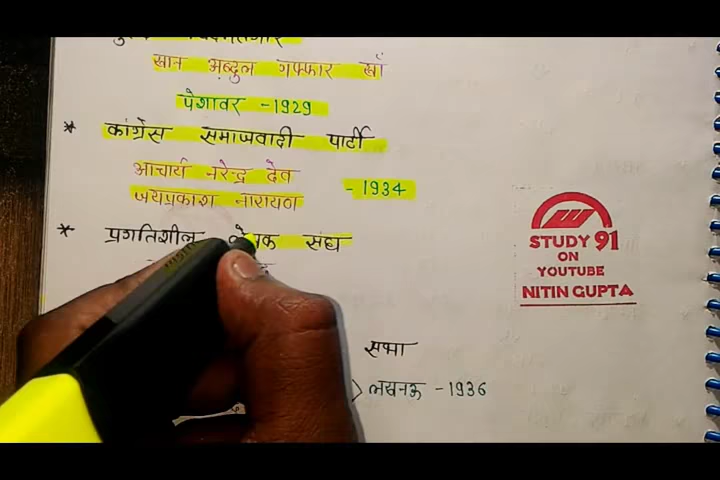 खान अब्दुल गफ्फार खाँ
पेशावर - 1929
* कांग्रेस समाजवादी पार्टी
आचार्य नरेन्द्र देव
जयप्रकाश नारायण - 1934
* प्रगतिशील संघ
सभा
लखनऊ - 1936
STUDY 91
ON
YOUTUBE
NITIN GUPTA